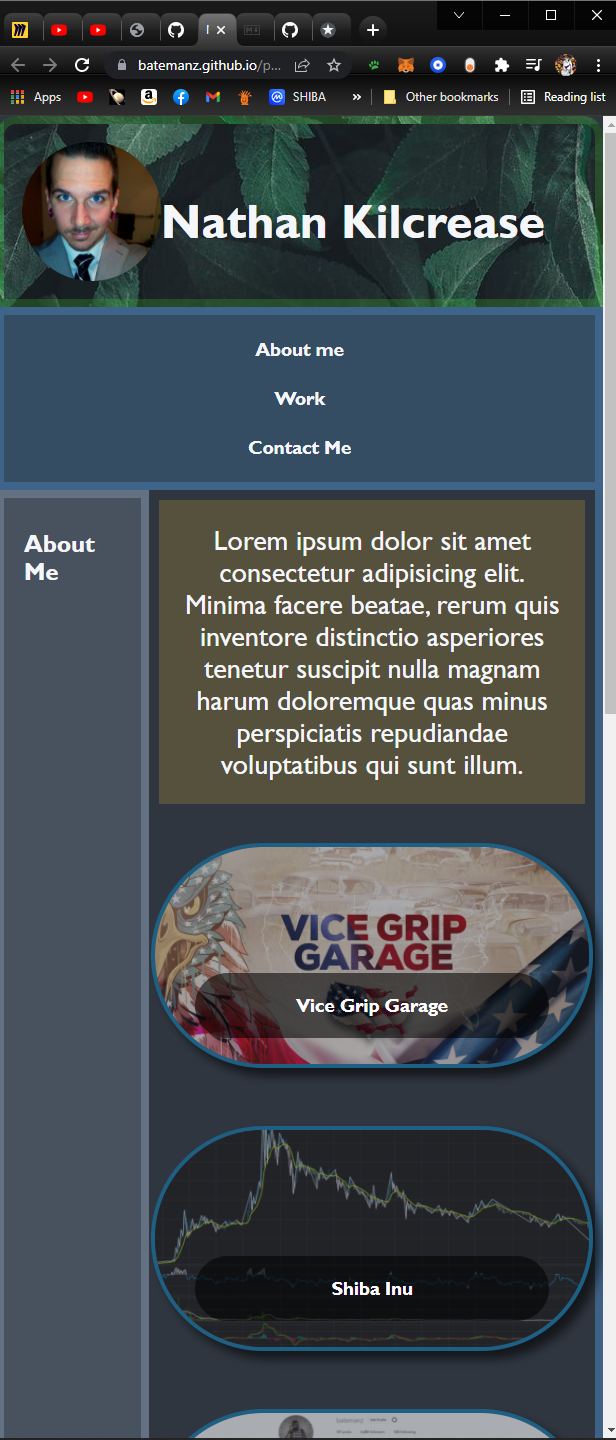 batemanz.github.io/p...
Apps
SHIBA
»
Other bookmarks
Reading list
Nathan Kilcrease
About me
Work
Contact Me
About
Me
Lorem ipsum dolor sit amet
consectetur adipisicing elit.
Minima facere beatae, rerum quis
inventore distinctio asperiores
tenetur suscipit nulla magnam
harum doloremque quas minus
perspiciatis repudiandae
voluptatibus qui sunt illum.
VICE GRIP
GARAGE
Vice Grip Garage
Shiba Inu
batemanz